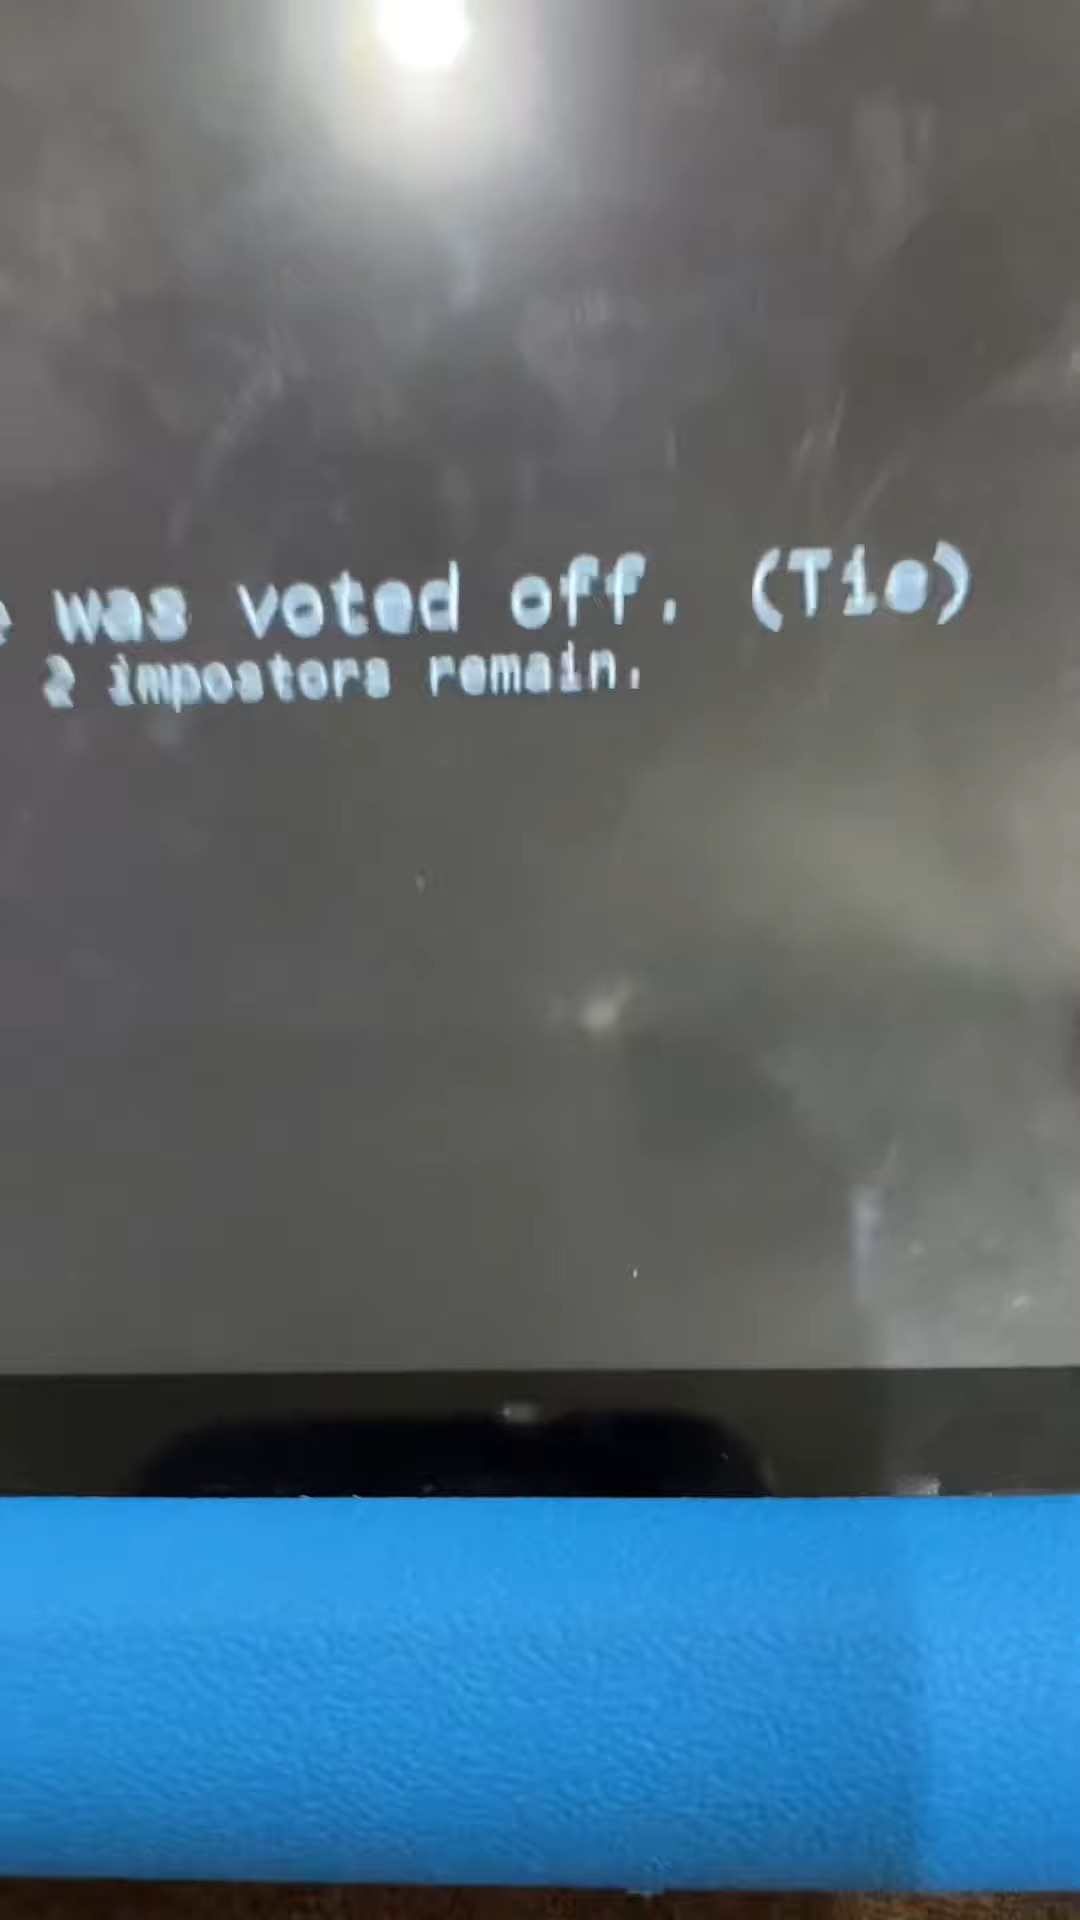 was voted off. (Tie)
2 impostors remain.